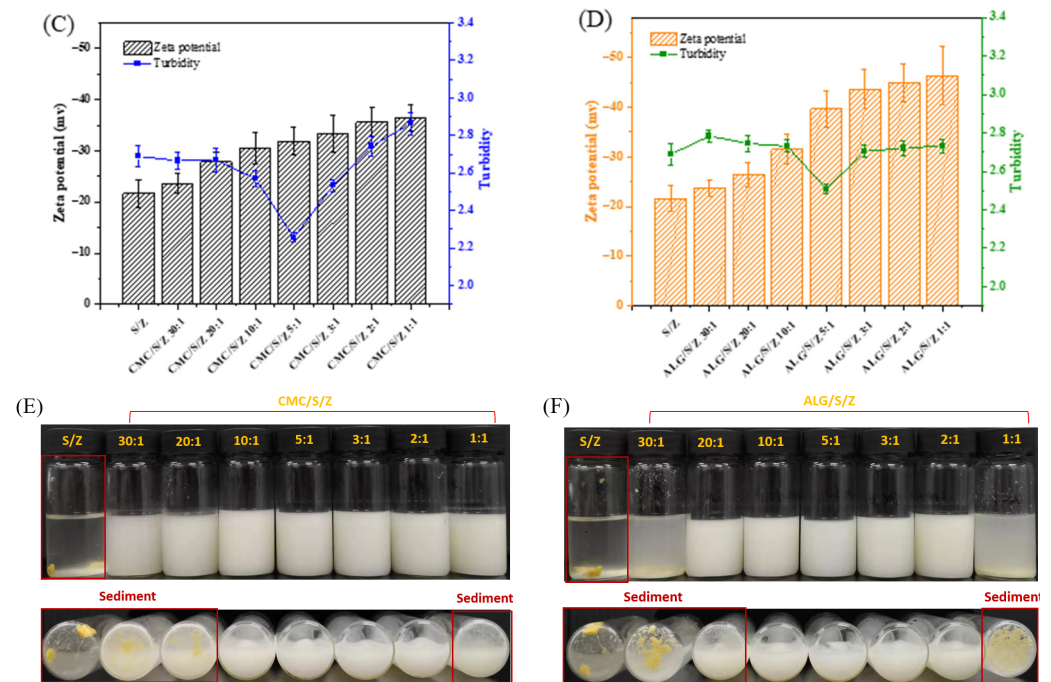 (C)
Zeta potential
Turbidity
Zeta potential (mv)
−50
−40
−30
−20
−10
0
3.4
3.2
3.0
2.8
2.6
2.4
2.2
2.0
Turbidity
S/Z
CMC/S/Z 30:1
CMC/S/Z 20:1
CMC/S/Z 10:1
CMC/S/Z 5:1
CMC/S/Z 3:1
CMC/S/Z 2:1
CMC/S/Z 1:1
(D)
Zeta potential
Turbidity
Zeta potential (mv)
−50
−40
−30
−20
−10
0
3.4
3.2
3.0
2.8
2.6
2.4
2.2
2.0
Turbidity
S/Z
ALG/S/Z 30:1
ALG/S/Z 20:1
ALG/S/Z 10:1
ALG/S/Z 5:1
ALG/S/Z 3:1
ALG/S/Z 2:1
ALG/S/Z 1:1
(E)
CMC/S/Z
S/Z 30:1 20:1 10:1 5:1 3:1 2:1 1:1
Sediment Sediment
(F)
ALG/S/Z
S/Z 30:1 20:1 10:1 5:1 3:1 2:1 1:1
Sediment Sediment